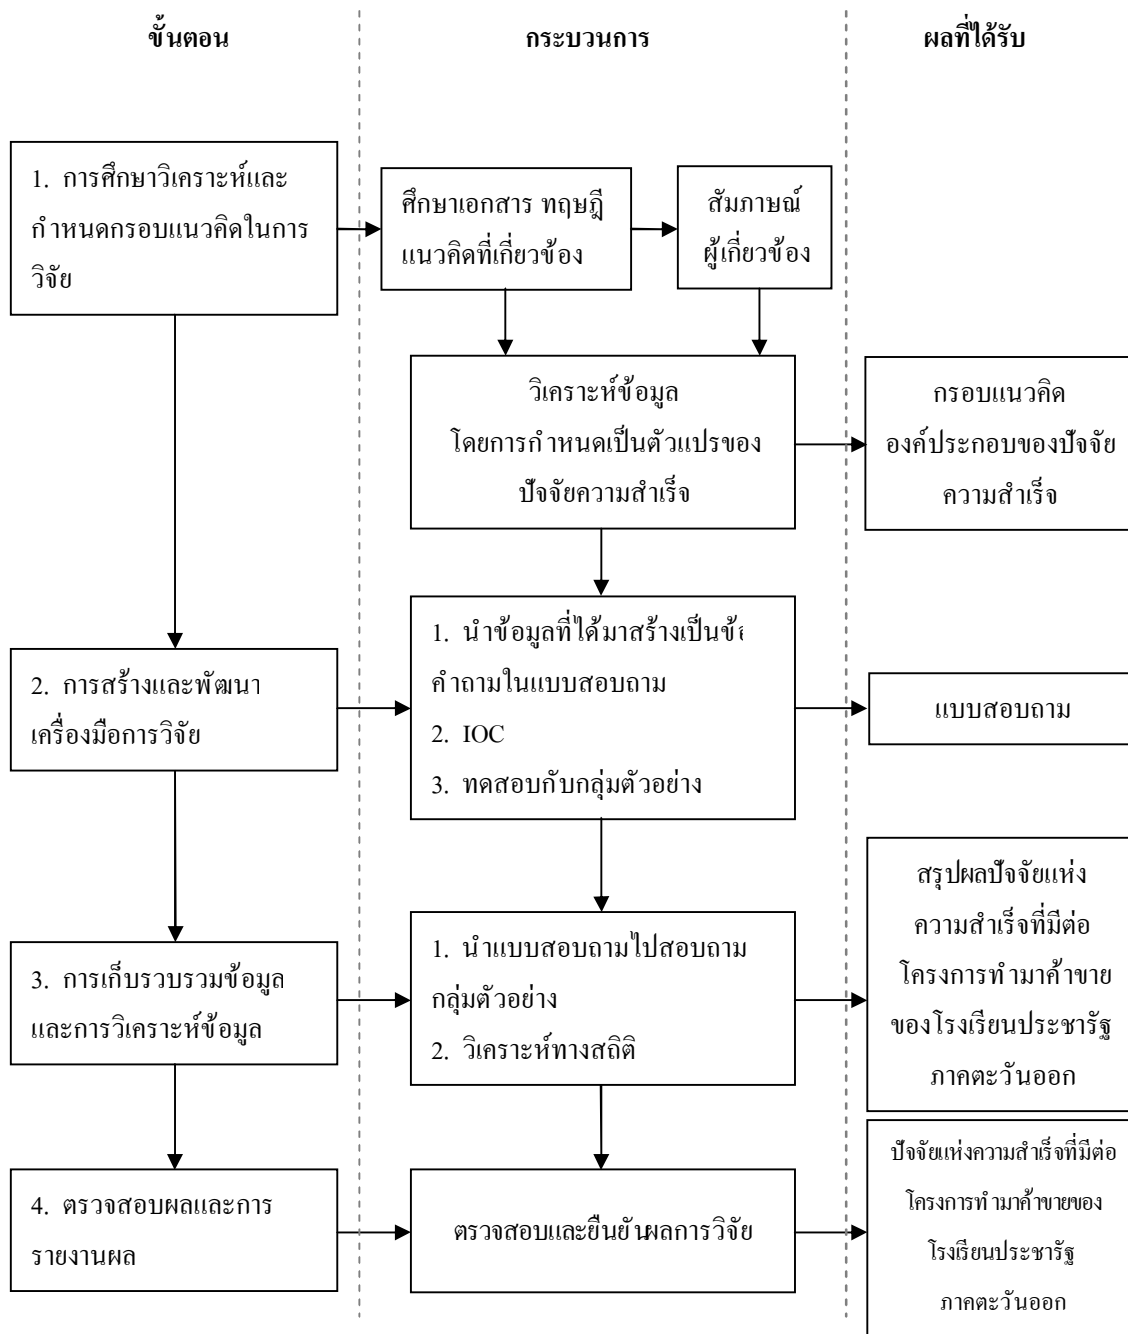 ขั้นตอน
กระบวนการ
ผลที่ได้รับ
1. การศึกษาวิเคราะห์และ
กำหนดกรอบแนวคิดในการ
วิจัย
ศึกษาเอกสาร ทฤษฎี
แนวคิดที่เกี่ยวข้อง
สัมภาษณ์
ผู้เกี่ยวข้อง
วิเคราะห์ข้อมูล
โดยการกำหนดเป็นตัวแปรของ
ปัจจัยความสำเร็จ
กรอบแนวคิด
องค์ประกอบของปัจจัย
ความสำเร็จ
2. การสร้างและพัฒนา
เครื่องมือการวิจัย
1. นำข้อมูลที่ได้มาสร้างเป็นข้อ
คำถามในแบบสอบถาม
2. IOC
3. ทดสอบกับกลุ่มตัวอย่าง
แบบสอบถาม
3. การเก็บรวบรวมข้อมูล
และการวิเคราะห์ข้อมูล
1. นำแบบสอบถามไปสอบถาม
กลุ่มตัวอย่าง
2. วิเคราะห์ทางสถิติ
สรุปผลปัจจัยแห่ง
ความสำเร็จที่มีต่อ
โครงการทำมาค้าขาย
ของโรงเรียนประชารัฐ
ภาคตะวันออก
4. ตรวจสอบผลและการ
รายงานผล
ตรวจสอบและยืนยันผลการวิจัย
ปัจจัยแห่งความสำเร็จที่มีต่อ
โครงการทำมาค้าขายของ
โรงเรียนประชารัฐ
ภาคตะวันออก